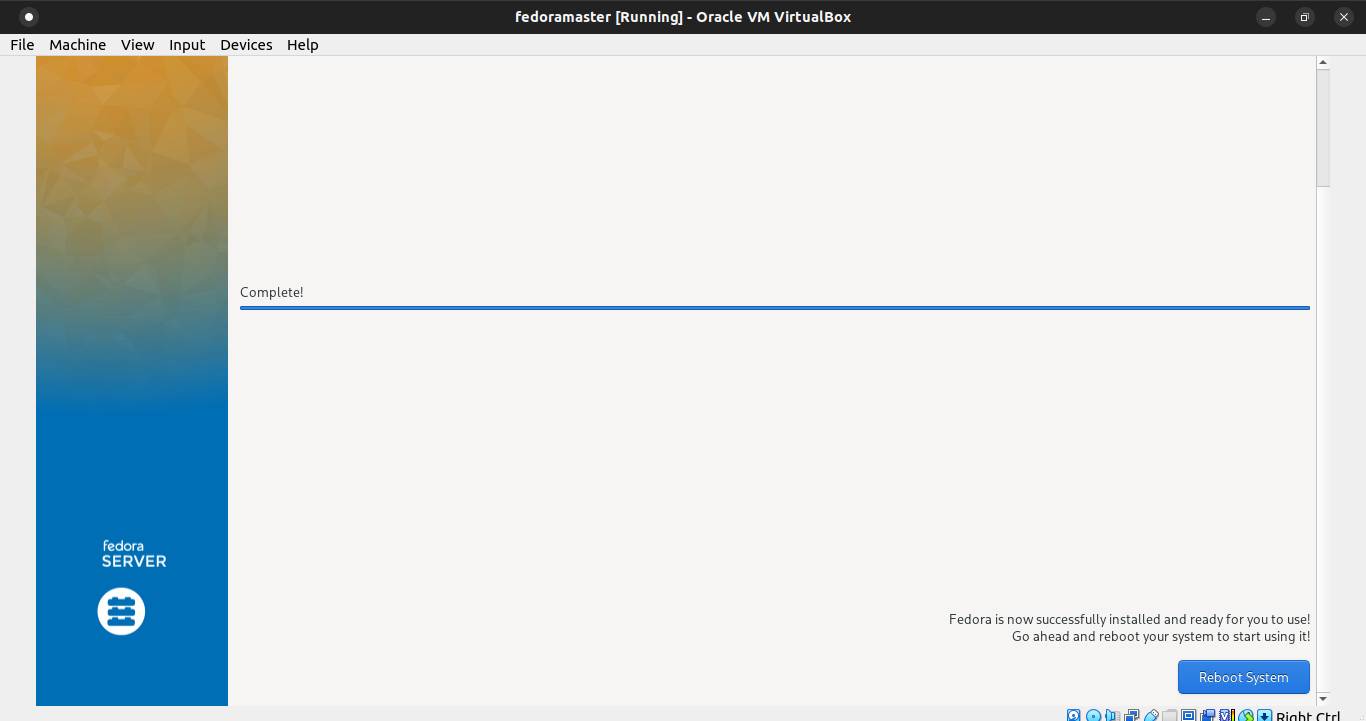 fedoramaster [Running] - Oracle VM VirtualBox
File Machine View Input Devices Help
Complete!
fedora
SERVER
Fedora is now successfully installed and ready for you to use!
Go ahead and reboot your system to start using it!
Reboot System
Right Ctrl